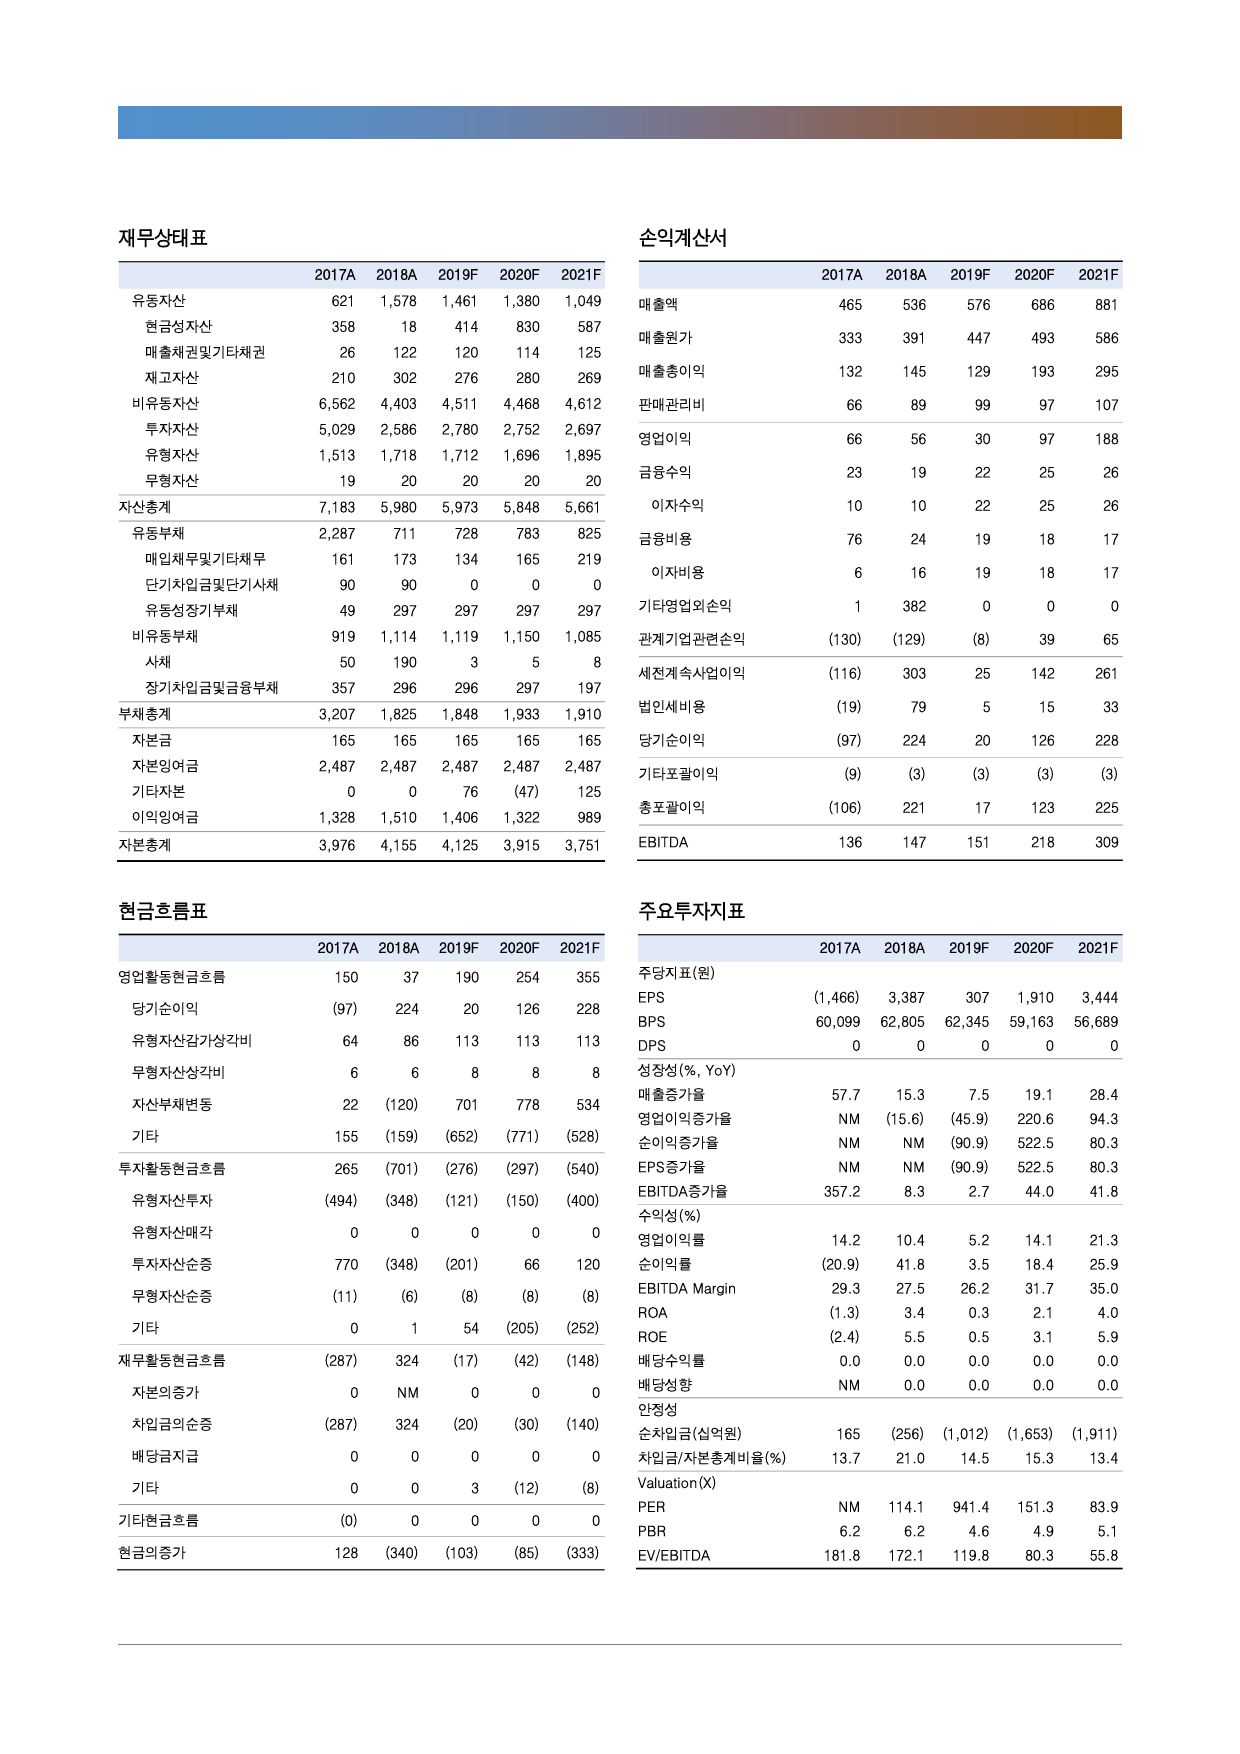 재무상태표
2017A 2018A 2019F 2020F 2021F
유동자산 621 1,578 1,461 1,380 1,049
현금성자산 358 18 414 830 587
매출채권및기타채권 26 122 120 114 125
재고자산 210 302 276 280 269
비유동자산 6,562 4,403 4,511 4,468 4,612
투자자산 5,029 2,586 2,780 2,752 2,697
유형자산 1,513 1,718 1,712 1,696 1,895
무형자산 19 20 20 20 20
자산총계 7,183 5,980 5,973 5,848 5,661
유동부채 2,287 711 728 783 825
매입채무및기타채무 161 173 134 165 219
단기차입금및단기사채 90 90 0 0 0
유동성장기부채 49 297 297 297 297
비유동부채 919 1,114 1,119 1,150 1,085
사채 50 190 3 5 8
장기차입금및금융부채 357 296 296 297 197
부채총계 3,207 1,825 1,848 1,933 1,910
자본금 165 165 165 165 165
자본잉여금 2,487 2,487 2,487 2,487 2,487
기타자본 0 0 76 (47) 125
이익잉여금 1,328 1,510 1,406 1,322 989
자본총계 3,976 4,155 4,125 3,915 3,751
손익계산서
2017A 2018A 2019F 2020F 2021F
매출액 465 536 576 686 881
매출원가 333 391 447 493 586
매출총이익 132 145 129 193 295
판매관리비 66 89 99 97 107
영업이익 66 56 30 97 188
금융수익 23 19 22 25 26
이자수익 10 10 22 25 26
금융비용 76 24 19 18 17
이자비용 6 16 19 18 17
기타영업외손익 1 382 0 0 0
관계기업관련손익 (130) (129) (8) 39 65
세전계속사업이익 (116) 303 25 142 261
법인세비용 (19) 79 5 15 33
당기순이익 (97) 224 20 126 228
기타포괄이익 (9) (3) (3) (3) (3)
총포괄이익 (106) 221 17 123 225
EBITDA 136 147 151 218 309
현금흐름표
2017A 2018A 2019F 2020F 2021F
영업활동현금흐름 150 37 190 254 355
당기순이익 (97) 224 20 126 228
유형자산감가상각비 64 86 113 113 113
무형자산상각비 6 6 8 8 8
자산부채변동 22 (120) 701 778 534
기타 155 (159) (652) (771) (528)
투자활동현금흐름 265 (701) (276) (297) (540)
유형자산투자 (494) (348) (121) (150) (400)
유형자산매각 0 0 0 0 0
투자자산순증 770 (348) (201) 66 120
무형자산순증 (11) (6) (8) (8) (8)
기타 0 1 54 (205) (252)
재무활동현금흐름 (287) 324 (17) (42) (148)
자본의증가 0 NM 0 0 0
차입금의순증 (287) 324 (20) (30) (140)
배당금지급 0 0 0 0 0
기타 0 0 3 (12) (8)
기타현금흐름 (0) 0 0 0 0
현금의증가 128 (340) (103) (85) (333)
주요투자지표
2017A 2018A 2019F 2020F 2021F
주당지표(원)
EPS (1,466) 3,387 307 1,910 3,444
BPS 60,099 62,805 62,345 59,163 56,689
DPS 0 0 0 0 0
성장성(%, YoY)
매출증가율 57.7 15.3 7.5 19.1 28.4
영업이익증가율 NM (15.6) (45.9) 220.6 94.3
순이익증가율 NM NM (90.9) 522.5 80.3
EPS증가율 NM NM (90.9) 522.5 80.3
EBITDA증가율 357.2 8.3 2.7 44.0 41.8
수익성(%)
영업이익률 14.2 10.4 5.2 14.1 21.3
순이익률 (20.9) 41.8 3.5 18.4 25.9
EBITDA Margin 29.3 27.5 26.2 31.7 35.0
ROA (1.3) 3.4 0.3 2.1 4.0
ROE (2.4) 5.5 0.5 3.1 5.9
배당수익률 0.0 0.0 0.0 0.0 0.0
배당성향 NM 0.0 0.0 0.0 0.0
안정성
순차입금(십억원) 165 (256) (1,012) (1,653) (1,911)
차입금/자본총계비율(%) 13.7 21.0 14.5 15.3 13.4
Valuation(X)
PER NM 114.1 941.4 151.3 83.9
PBR 6.2 6.2 4.6 4.9 5.1
EV/EBITDA 181.8 172.1 119.8 80.3 55.8